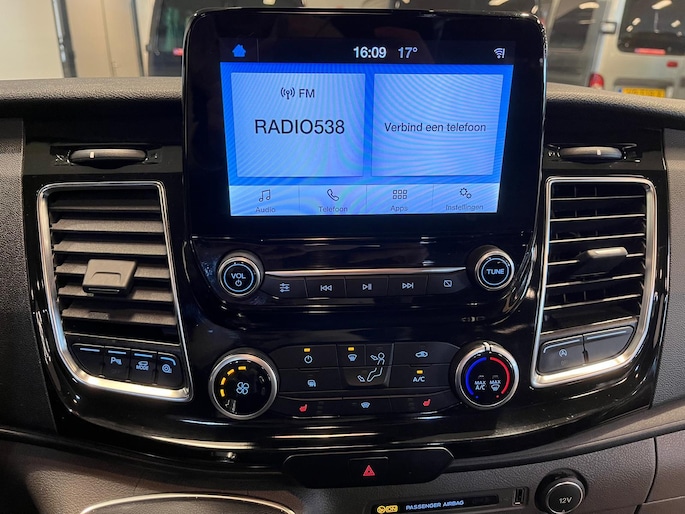 16:09 17°
FM
RADIO538
Verbind een telefoon
Audio
Telefoon
Apps
Instellingen
VOL
TUNE
A/C
MAX A/C
MAX
PASSENGER AIRBAG
12V